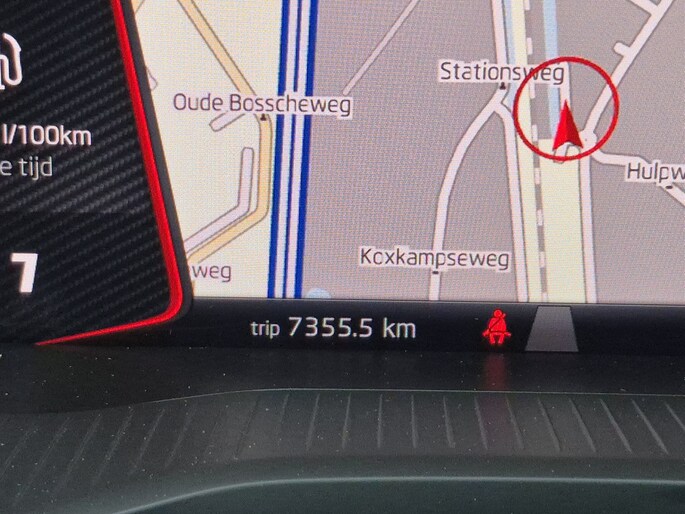 Stationsweg
Oude Bosscheweg
l/100km
e tijd
Hulpw
Koxkampseweg
weg
7
trip 7355.5 km